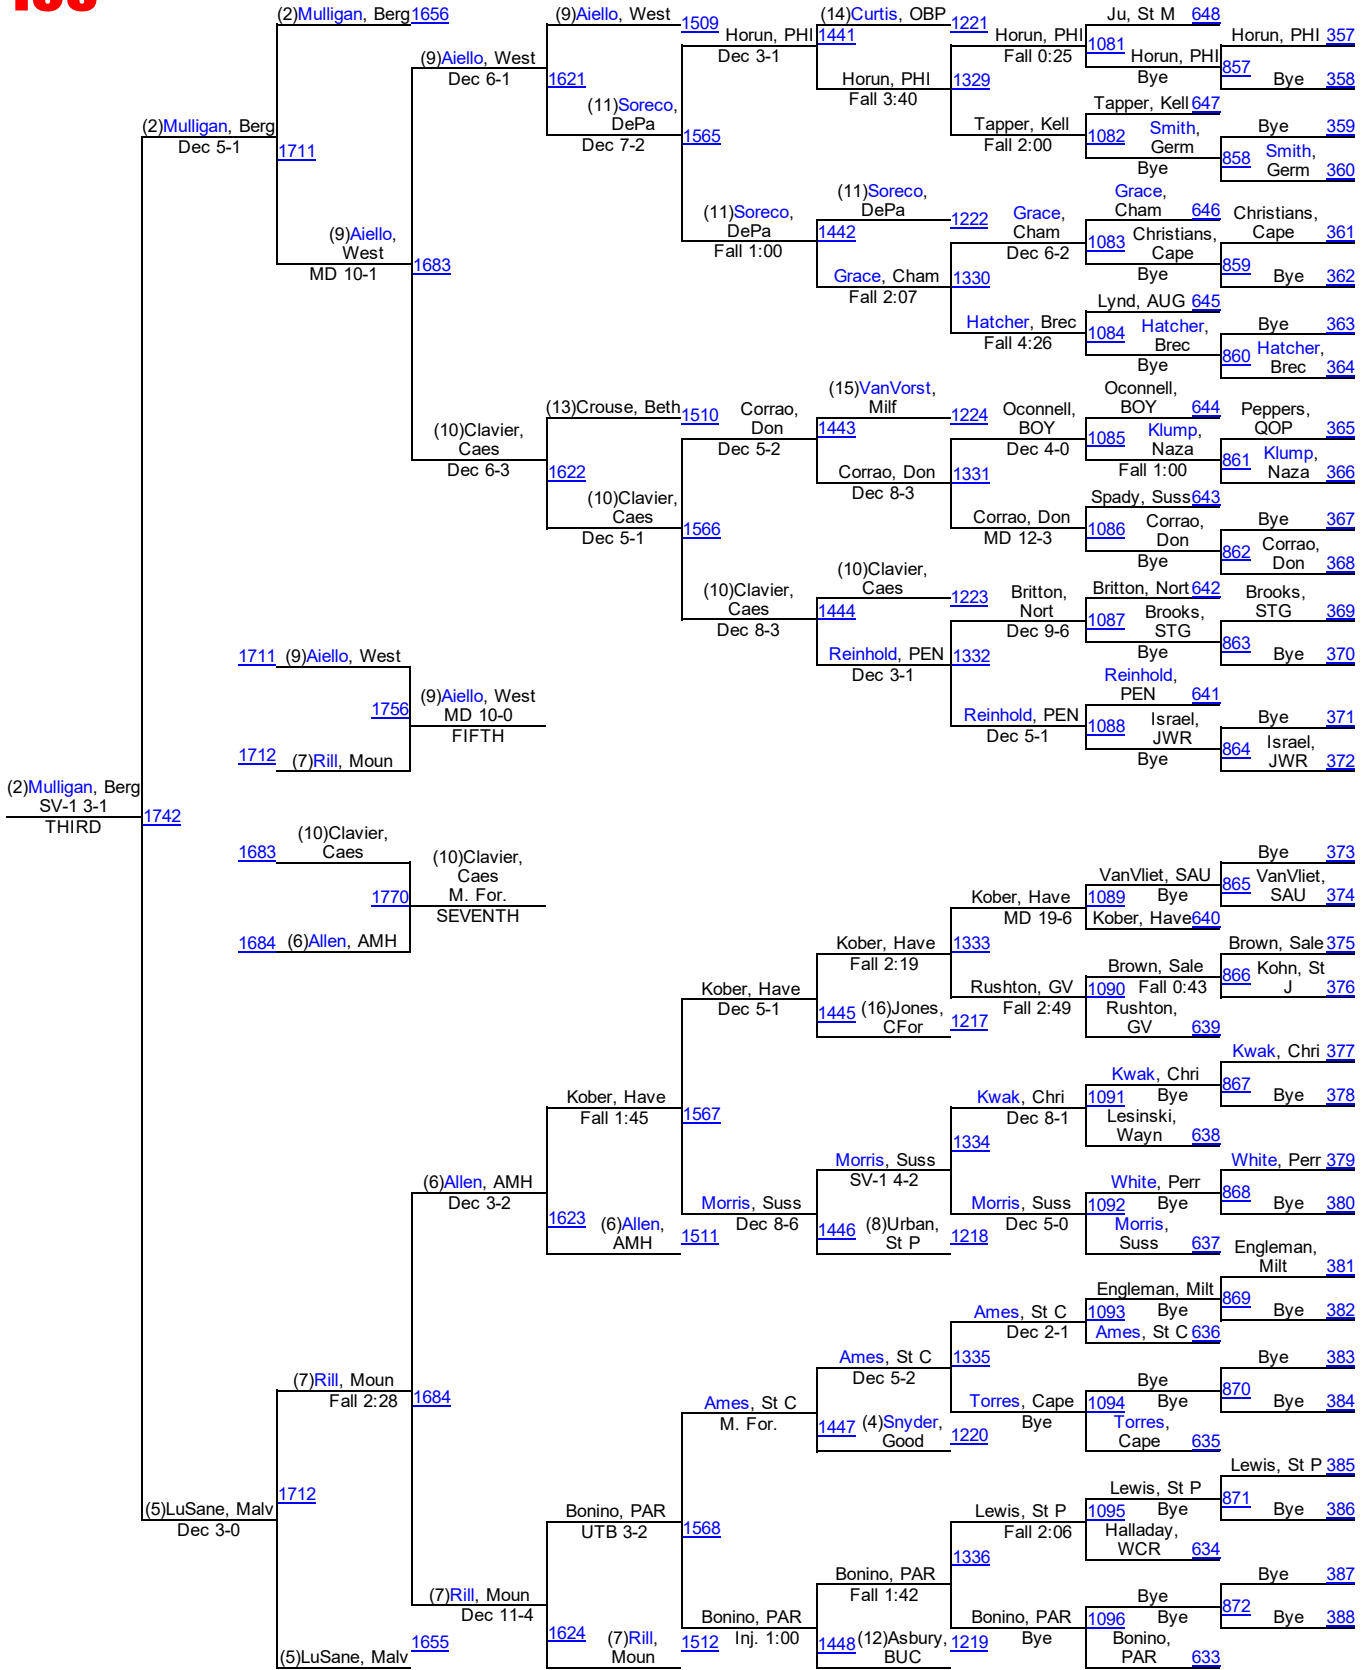 (2)Mulligan, Berg 1656
(9)Aiello, West 1509
(14)Curtis, OBP 1221
Ju, St M 648
Horun, PHI 1441
Dec 3-1
Horun, PHI
Fall 0:25
1081 Horun, PHI
Bye
Horun, PHI 357
857 Bye 358
(9)Aiello, West
Dec 6-1
1621
Horun, PHI 1329
Fall 3:40
(11)Soreco,
DePa
Dec 7-2
1565
Tapper, Kell 647
Tapper, Kell
Fall 2:00
1082 Smith,
Germ
Bye
Bye 359
858 Smith,
Germ 360
(2)Mulligan, Berg
Dec 5-1
1711
(11)Soreco,
DePa 1222
(11)Soreco,
DePa 1442
Fall 1:00
Grace,
Cham 646
Grace,
Cham
Dec 6-2
1083 Christians,
Cape
Bye
Christians,
Cape 361
859 Bye 362
(9)Aiello,
West
MD 10-1
1683
Grace, Cham 1330
Fall 2:07
Lynd, AUG 645
Hatcher, Brec
Fall 4:26
1084 Hatcher,
Brec
Bye
Bye 363
860 Hatcher,
Brec 364
(13)Crouse, Beth 1510
(15)VanVorst,
Milf 1224
Oconnell,
BOY 644
Corrao,
Don 1443
Dec 5-2
Oconnell,
BOY
Dec 4-0
1085 Klump,
Naza
Fall 1:00
Peppers,
QOP 365
861 Klump,
Naza 366
(10)Clavier,
Caes
Dec 6-3
1622
Corrao, Don 1331
Dec 8-3
Spady, Suss 643
(10)Clavier,
Caes
Dec 5-1
1566
Corrao, Don
MD 12-3
1086 Corrao,
Don
Bye
Bye 367
862 Corrao,
Don 368
(10)Clavier,
Caes 1223
(10)Clavier,
Caes 1444
Dec 8-3
Britton, Nort 642
Britton,
Nort
Dec 9-6
1087 Brooks,
STG
Bye
Brooks,
STG 369
863 Bye 370
1711 (9)Aiello, West
1756
(9)Aiello, West
MD 10-0
FIFTH
1712 (7)Rill, Moun
Reinhold, PEN 1332
Dec 3-1
Reinhold,
PEN 641
Reinhold, PEN
Dec 5-1
1088 Israel,
JWR
Bye
Bye 371
864 Israel,
JWR 372
(2)Mulligan, Berg
SV-1 3-1
THIRD
1742
1683 (10)Clavier,
Caes
1770
(10)Clavier,
Caes
M. For.
SEVENTH
1684 (6)Allen, AMH
Bye 373
VanVliet, SAU 865 VanVliet,
SAU 374
Kober, Have
MD 19-6
1089 Bye
Kober, Have 640
Kober, Have 1333
Fall 2:19
Brown, Sale 375
Brown, Sale 866 Kohn, St
J 376
Rushton, GV
Fall 2:49
1090 Fall 0:43
Rushton,
GV 639
Kober, Have
Dec 5-1
1445 (16)Jones,
CFor 1217
Kwak, Chri 377
Kwak, Chri 867
Bye 378
Kwak, Chri
Dec 8-1
1091 Bye
Lesinski,
Wayn 638
Kober, Have
Fall 1:45
1567
1334
Morris, Suss
SV-1 4-2
White, Perr 379
White, Perr 868
Bye 380
(6)Allen, AMH
Dec 3-2
1623 (6)Allen,
AMH 1511
Morris, Suss
Dec 8-6
1446 (8)Urban,
St P 1218
Morris, Suss
Dec 5-0
1092 Bye
Morris,
Suss 637
Engleman,
Milt 381
Engleman, Milt 869
Bye 382
Ames, St C
Dec 2-1
1093 Bye
Ames, St C 636
Ames, St C 1335
Dec 5-2
Bye 383
Bye 870
Bye 384
Torres, Cape
Bye
1094 Bye
Torres,
Cape 635
(7)Rill, Moun
Fall 2:28
1684
Ames, St C
M. For.
1447 (4)Snyder,
Good 1220
Lewis, St P 385
Lewis, St P 871
Bye 386
(5)LuSane, Malv
Dec 3-0
1712
Bonino, PAR
UTB 3-2
1568
Lewis, St P
Fall 2:06
1095 Bye
Halladay,
WCR 634
1336
Bonino, PAR
Fall 1:42
Bye 387
Bye 872
Bye 388
(7)Rill, Moun
Dec 11-4
1624 (7)Rill,
Moun 1512
Bonino, PAR
Inj. 1:00
1448 (12)Asbury,
BUC 1219
Bonino, PAR
Bye
1096 Bye
Bonino,
PAR 633
(5)LuSane, Malv 1655